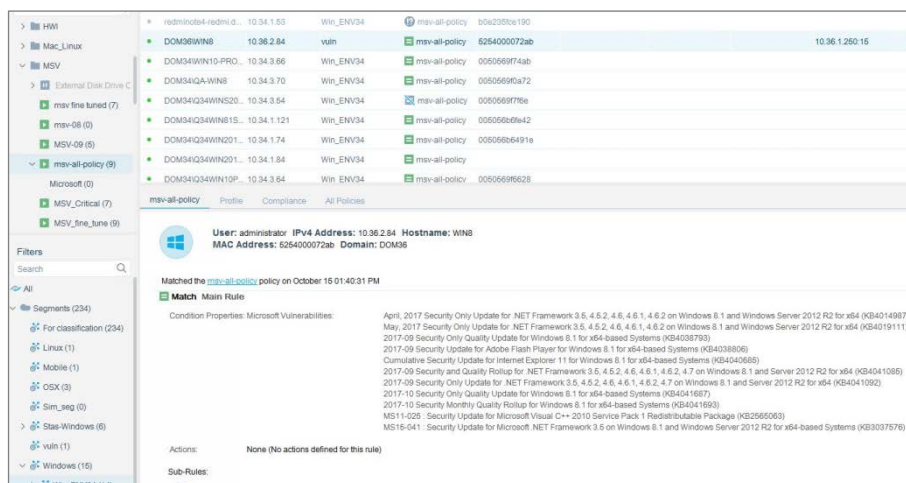 HWI
Mac_Linux
MSV
External Disk Drive C
msv fine tuned (7)
msv-08 (0)
MSV-09 (5)
msv-all-policy (9)
Microsoft (0)
MSV_Critical (7)
MSV_fine_tune (9)
Filters
Search
All
Segments (234)
For classification (234)
Linux (1)
Mobile (1)
OSX (3)
Sim_seg (0)
Stas-Windows (6)
vuln (1)
Windows (15)
redminote4-redmi.d... 10.34.1.53 Win_ENV34 msv-all-policy b0e235fce190
DOM36\WIN8 10.36.2.84 vuln msv-all-policy 5254000072ab 10.36.1.250:15
DOM34\WIN10-PRO... 10.34.3.66 Win_ENV34 msv-all-policy 0050569f74ab
DOM34\QA-WIN8 10.34.3.70 Win_ENV34 msv-all-policy 0050569f0a72
DOM34\Q34WINS20... 10.34.3.54 Win_ENV34 msv-all-policy 0050569f7f6e
DOM34\Q34WIN81S... 10.34.1.121 Win_ENV34 msv-all-policy 005056b6fe42
DOM34\Q34WIN201... 10.34.1.74 Win_ENV34 msv-all-policy 005056b6491e
DOM34\Q34WIN201... 10.34.1.84 Win_ENV34 msv-all-policy
DOM34\Q34WIN10P... 10.34.3.64 Win_ENV34 msv-all-policy 0050569f6628
msv-all-policy Profile Compliance All Policies
User: administrator IPv4 Address: 10.36.2.84 Hostname: WIN8
MAC Address: 5254000072ab Domain: DOM36
Matched the msv-all-policy policy on October 15 01:40:31 PM
Match Main Rule
Condition Properties: Microsoft Vulnerabilities:
April, 2017 Security Only Update for .NET Framework 3.5, 4.5.2, 4.6, 4.6.1, 4.6.2 on Windows 8.1 and Windows Server 2012 R2 for x64 (KB4014987
May, 2017 Security Only Update for .NET Framework 3.5, 4.5.2, 4.6, 4.6.1, 4.6.2 on Windows 8.1 and Windows Server 2012 R2 for x64 (KB4019111)
2017-09 Security Only Quality Update for Windows 8.1 for x64-based Systems (KB4038793)
2017-09 Security Update for Adobe Flash Player for Windows 8.1 for x64-based Systems (KB4038806)
Cumulative Security Update for Internet Explorer 11 for Windows 8.1 for x64-based Systems (KB4040685)
2017-09 Security and Quality Rollup for .NET Framework 3.5, 4.5.2, 4.6, 4.6.1, 4.6.2, 4.7 on Windows 8.1 and Server 2012 R2 for x64 (KB4041085)
2017-09 Security Only Update for .NET Framework 3.5, 4.5.2, 4.6, 4.6.1, 4.6.2, 4.7 on Windows 8.1 and Server 2012 R2 for x64 (KB4041092)
2017-10 Security Only Quality Update for Windows 8.1 for x64-based Systems (KB4041687)
2017-10 Security Monthly Quality Rollup for Windows 8.1 for x64-based Systems (KB4041693)
MS11-025 : Security Update for Microsoft Visual C++ 2010 Service Pack 1 Redistributable Package (KB2565063)
MS16-041 : Security Update for Microsoft .NET Framework 3.5 on Windows 8.1 and Windows Server 2012 R2 for x64-based Systems (KB3037576)
Actions: None (No actions defined for this rule)
Sub-Rules: